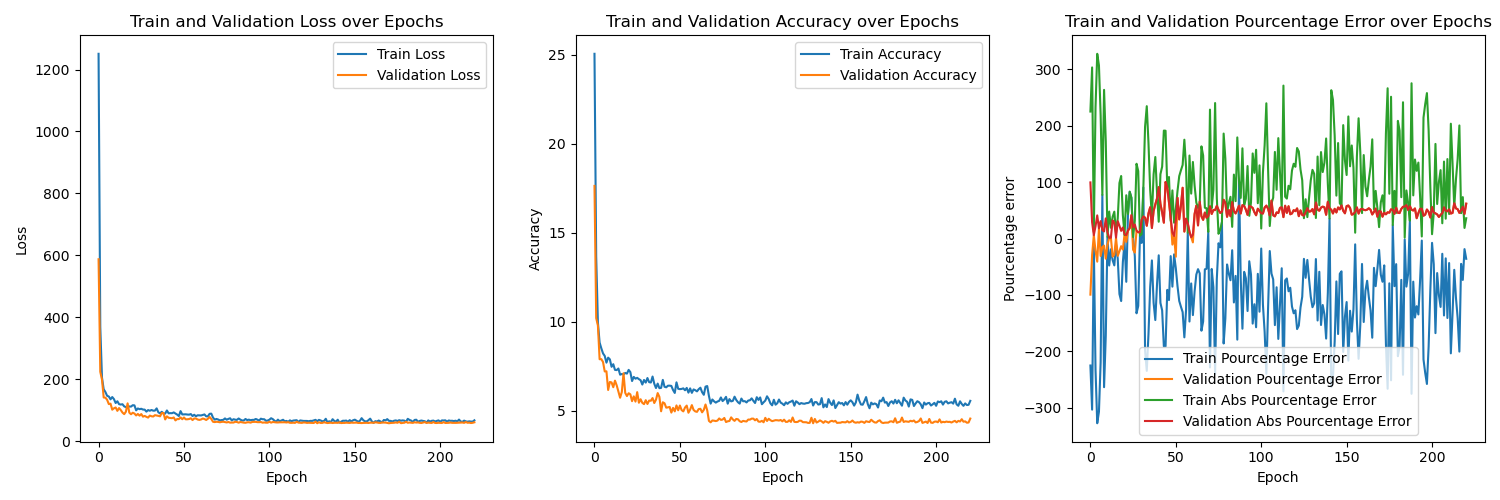 Train and Validation Loss over Epochs
Train Loss
Validation Loss
1200
1000
800
600
400
200
0
Loss
0 50 100 150 200
Epoch
Train and Validation Accuracy over Epochs
Train Accuracy
Validation Accuracy
25
20
15
10
5
Accuracy
0 50 100 150 200
Epoch
Train and Validation Pourcentage Error over Epochs
300
200
100
0
−100
−200
−300
Pourcentage error
Train Pourcentage Error
Validation Pourcentage Error
Train Abs Pourcentage Error
Validation Abs Pourcentage Error
0 50 100 150 200
Epoch